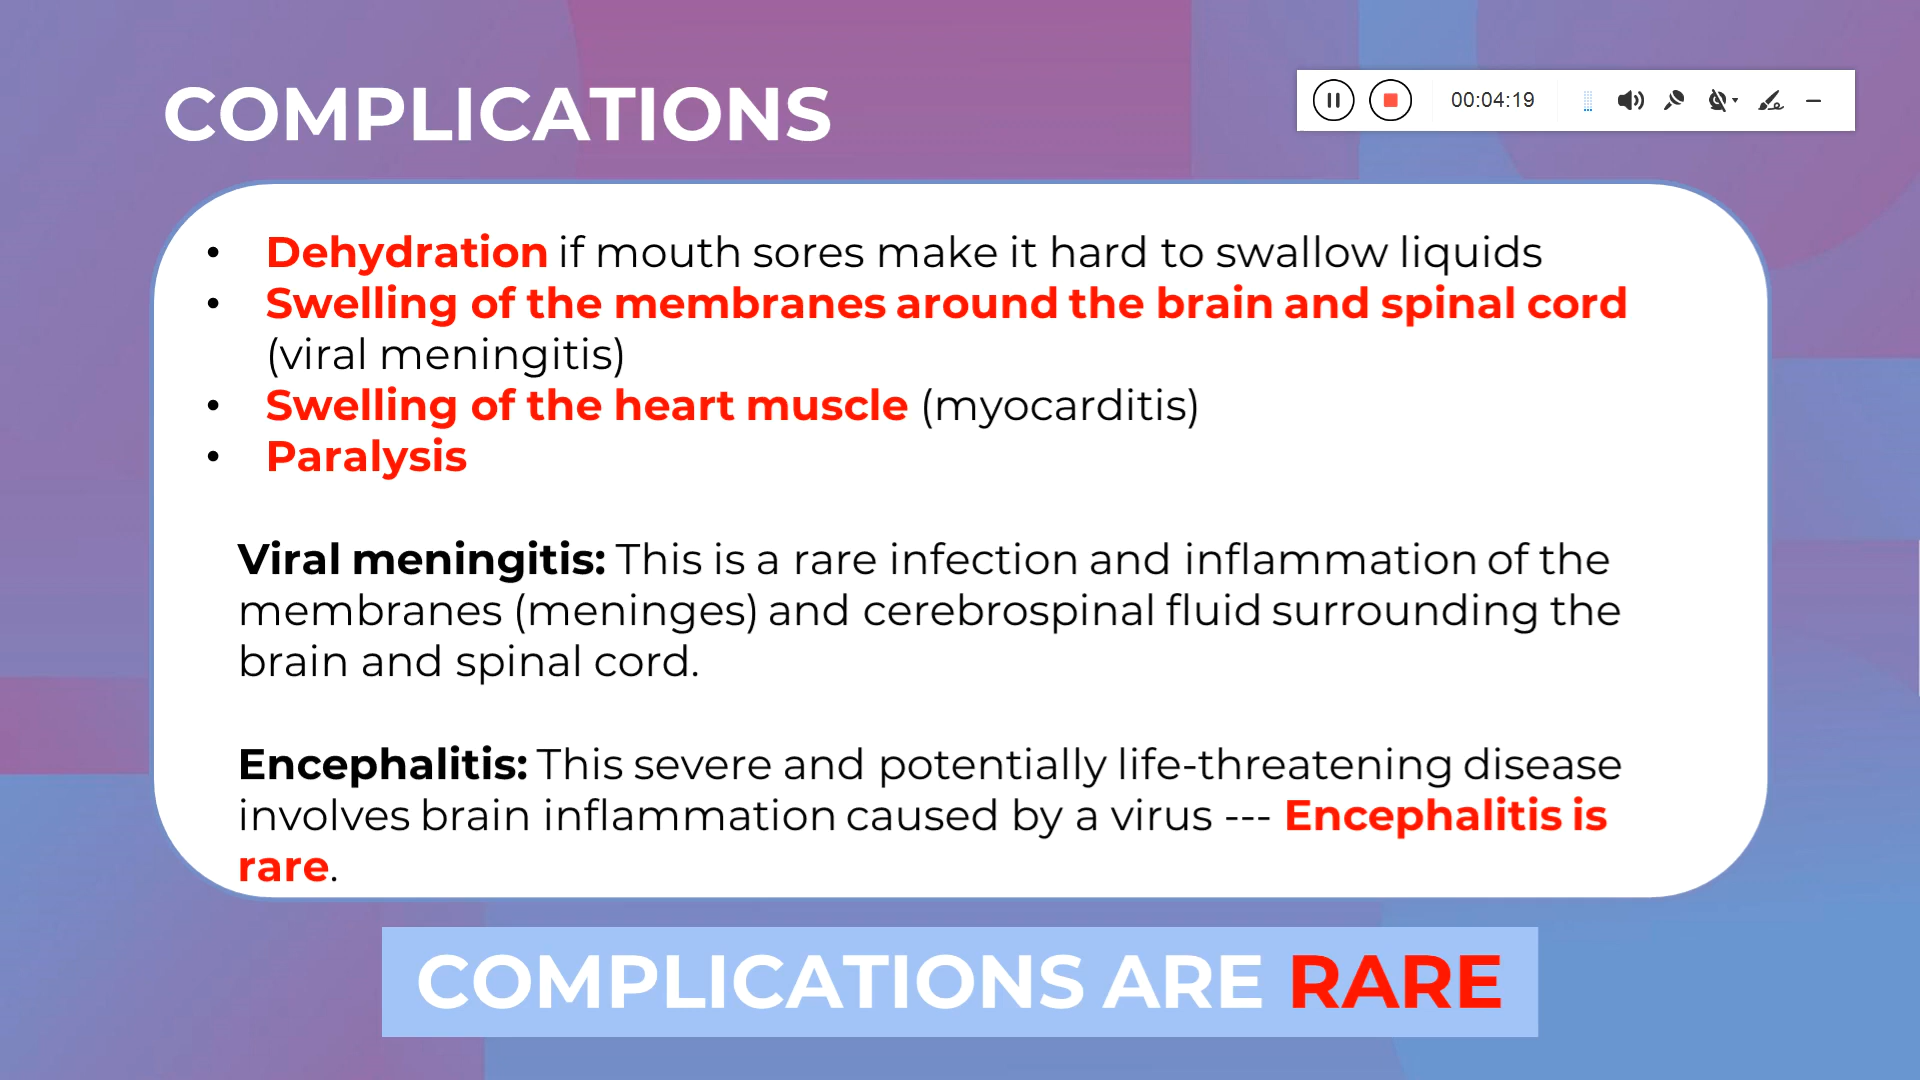 COMPLICATIONS
00:04:19
• Dehydration if mouth sores make it hard to swallow liquids
• Swelling of the membranes around the brain and spinal cord
(viral meningitis)
• Swelling of the heart muscle (myocarditis)
• Paralysis
Viral meningitis: This is a rare infection and inflammation of the
membranes (meninges) and cerebrospinal fluid surrounding the
brain and spinal cord.
Encephalitis: This severe and potentially life-threatening disease
involves brain inflammation caused by a virus --- Encephalitis is
rare.
COMPLICATIONS ARE RARE